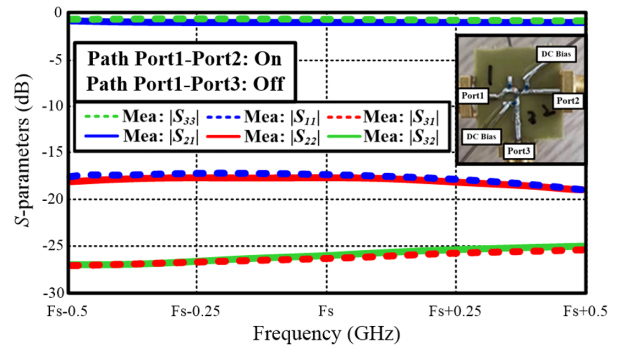 0
-5
-10
-15
-20
-25
-30
S-parameters (dB)
Path Port1-Port2: On
Path Port1-Port3: Off
Mea: |S33| Mea: |S11| Mea: |S31|
Mea: |S21| Mea: |S22| Mea: |S32|
DC Bias
Port1
Port2
DC Bias
Port3
1
2
Fs-0.5 Fs-0.25 Fs Fs+0.25 Fs+0.5
Frequency (GHz)